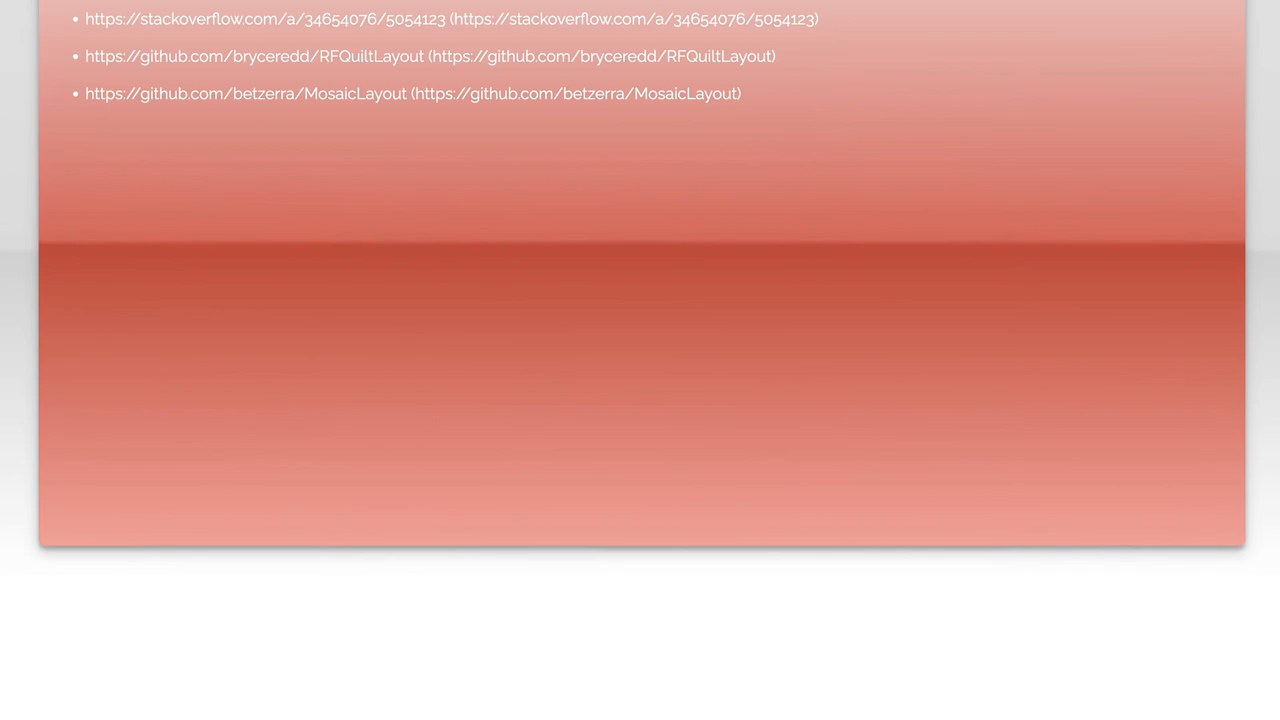 • https://stackoverflow.com/a/34654076/5054123 (https://stackoverflow.com/a/34654076/5054123)
• https://github.com/bryceredd/RFQuiltLayout (https://github.com/bryceredd/RFQuiltLayout)
• https://github.com/betzerra/MosaicLayout (https://github.com/betzerra/MosaicLayout)